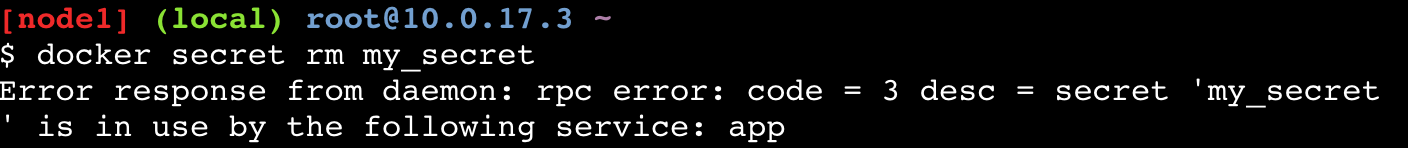 [node1] (local) root@10.0.17.3 ~
$ docker secret rm my_secret
Error response from daemon: rpc error: code = 3 desc = secret 'my_secret
' is in use by the following service: app